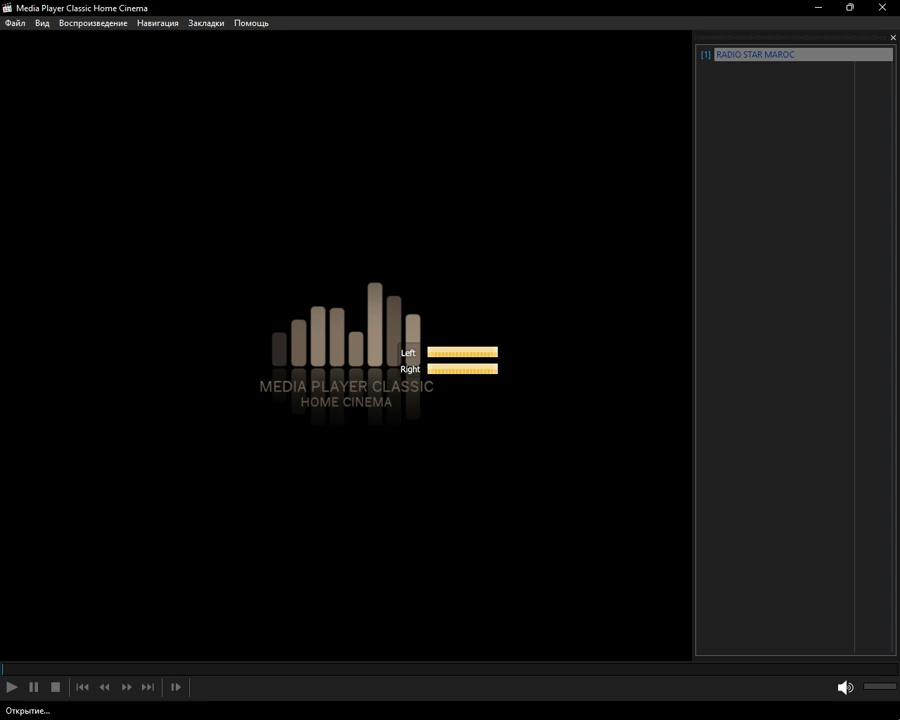 Media Player Classic Home Cinema
Файл Вид Воспроизведение Навигация Закладки Помощь
[1] RADIO STAR MAROC
Left
Right
MEDIA PLAYER CLASSIC
HOME CINEMA
Открытие...